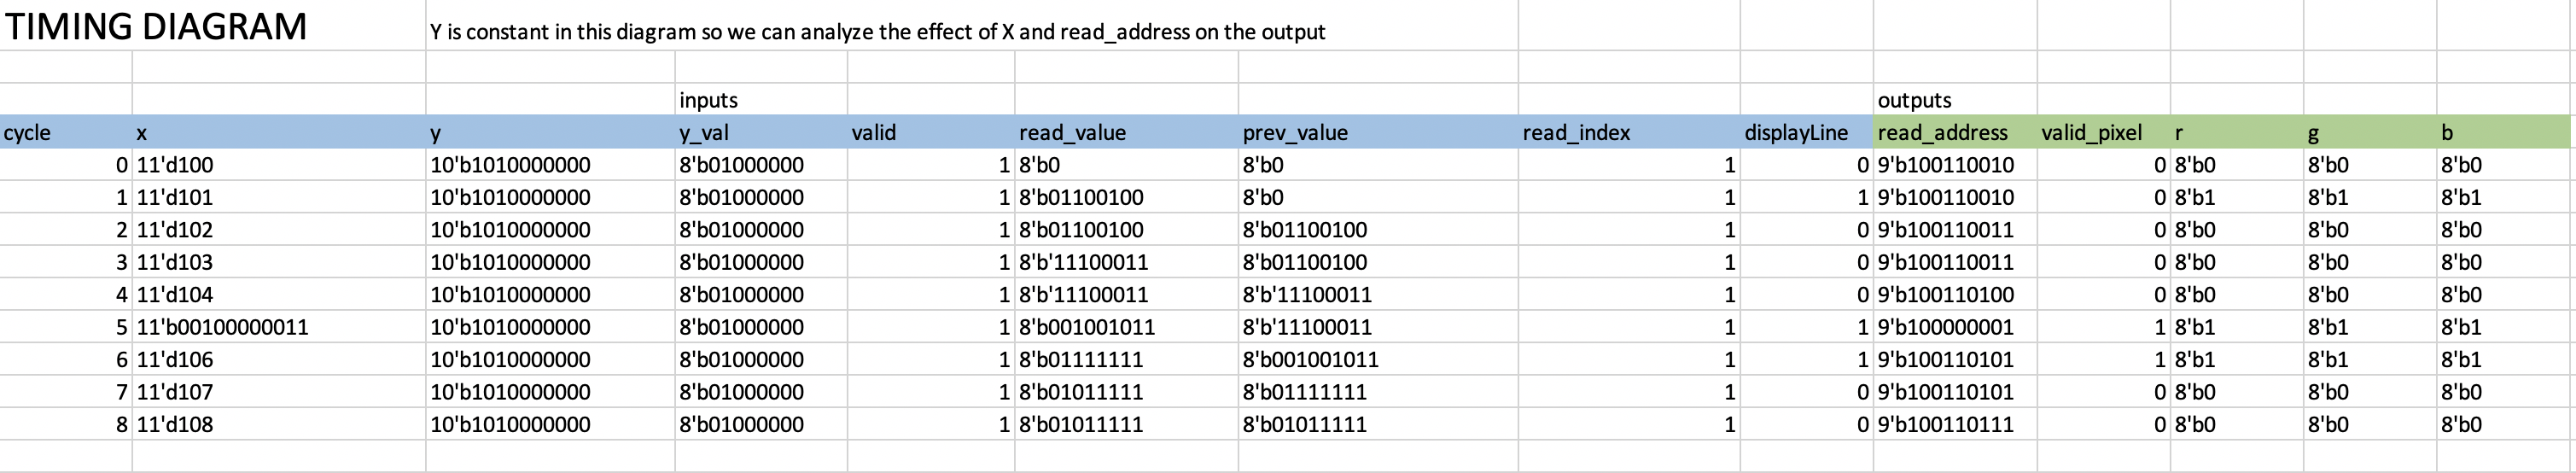 TIMING DIAGRAM Y is constant in this diagram so we can analyze the effect of X and read_address on the output
inputs outputs
cycle x y y_val valid read_value prev_value read_index displayLine read_address valid_pixel r g b
0 11'd100 10'b1010000000 8'b01000000 1 8'b0 8'b0 1 0 9'b100110010 0 8'b0 8'b0 8'b0
1 11'd101 10'b1010000000 8'b01000000 1 8'b01100100 8'b0 1 1 9'b100110010 0 8'b1 8'b1 8'b1
2 11'd102 10'b1010000000 8'b01000000 1 8'b01100100 8'b01100100 1 0 9'b100110011 0 8'b0 8'b0 8'b0
3 11'd103 10'b1010000000 8'b01000000 1 8'b'11100011 8'b01100100 1 0 9'b100110011 0 8'b0 8'b0 8'b0
4 11'd104 10'b1010000000 8'b01000000 1 8'b'11100011 8'b'11100011 1 0 9'b100110100 0 8'b0 8'b0 8'b0
5 11'b00100000011 10'b1010000000 8'b01000000 1 8'b001001011 8'b'11100011 1 1 9'b100000001 1 8'b1 8'b1 8'b1
6 11'd106 10'b1010000000 8'b01000000 1 8'b01111111 8'b001001011 1 1 9'b100110101 1 8'b1 8'b1 8'b1
7 11'd107 10'b1010000000 8'b01000000 1 8'b01011111 8'b01111111 1 0 9'b100110101 0 8'b0 8'b0 8'b0
8 11'd108 10'b1010000000 8'b01000000 1 8'b01011111 8'b01011111 1 0 9'b100110111 0 8'b0 8'b0 8'b0